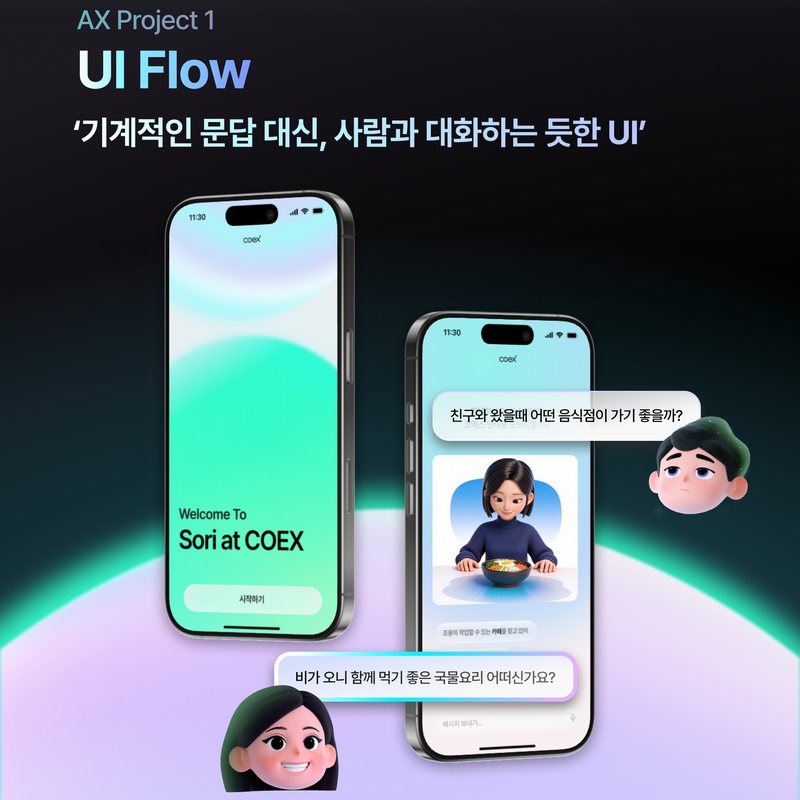 AX Project 1
UI Flow
‘기계적인 문답 대신, 사람과 대화하는 듯한 UI’
11:30
coex
Welcome To
Sori at COEX
시작하기
11:30
coex
친구와 왔을때 어떤 음식점이 가기 좋을까?
조용히 작업할 수 있는 카페를 찾고 있어
비가 오니 함께 먹기 좋은 국물요리 어떠신가요?
메시지 보내기...